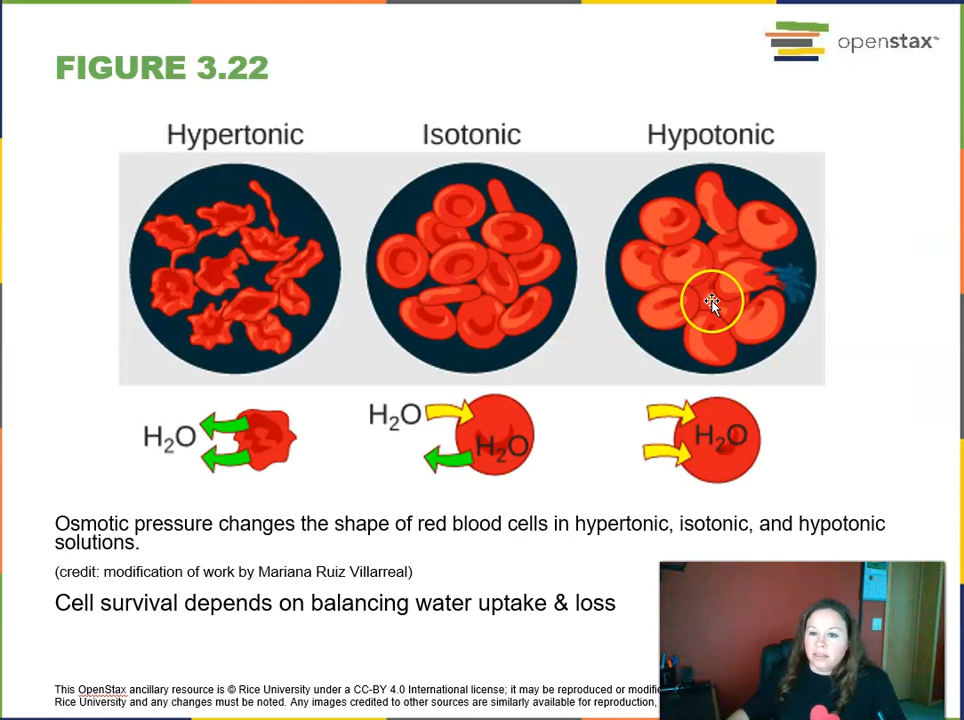 openstax™
FIGURE 3.22
Hypertonic
Isotonic
Hypotonic
H₂O
H₂O
H₂O
H₂O
Osmotic pressure changes the shape of red blood cells in hypertonic, isotonic, and hypotonic
solutions.
(credit: modification of work by Mariana Ruiz Villarreal)
Cell survival depends on balancing water uptake & loss
This OpenStax ancillary resource is © Rice University under a CC-BY 4.0 International license; it may be reproduced or
Rice University and any changes must be noted. Any images credited to other sources are similarly available for reproduction,